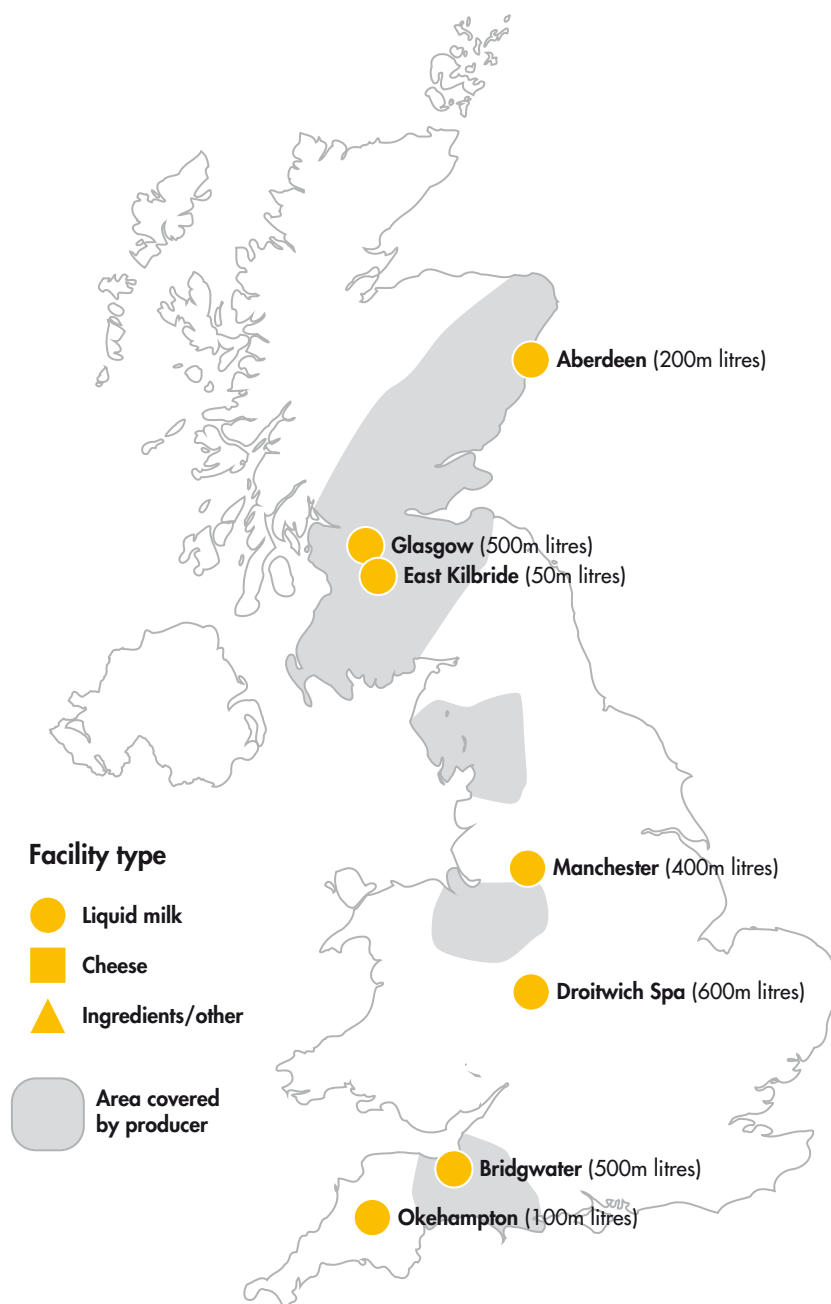 Aberdeen (200m litres)
Glasgow (500m litres)
East Kilbride (50m litres)
Facility type
Manchester (400m litres)
Liquid milk
Cheese
Droitwich Spa (600m litres)
Ingredients/other
Area covered
by producer
Bridgwater (500m litres)
Okehampton (100m litres)